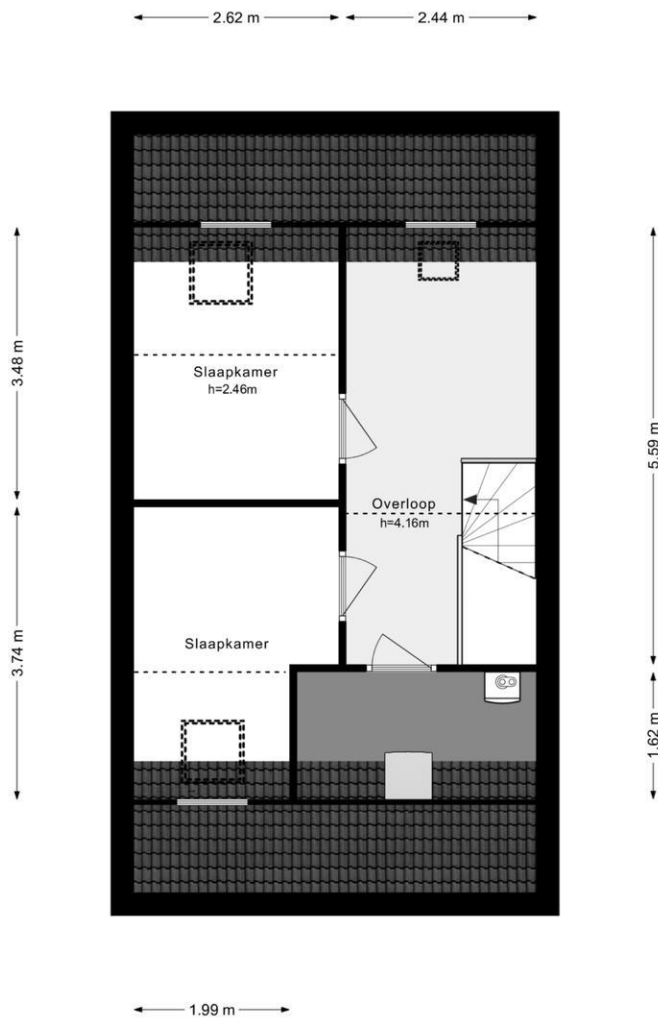 2.62 m
2.44 m
3.48 m
5.59 m
Slaapkamer
h=2.46m
Overloop
h=4.16m
3.74 m
Slaapkamer
1.62 m
1.99 m